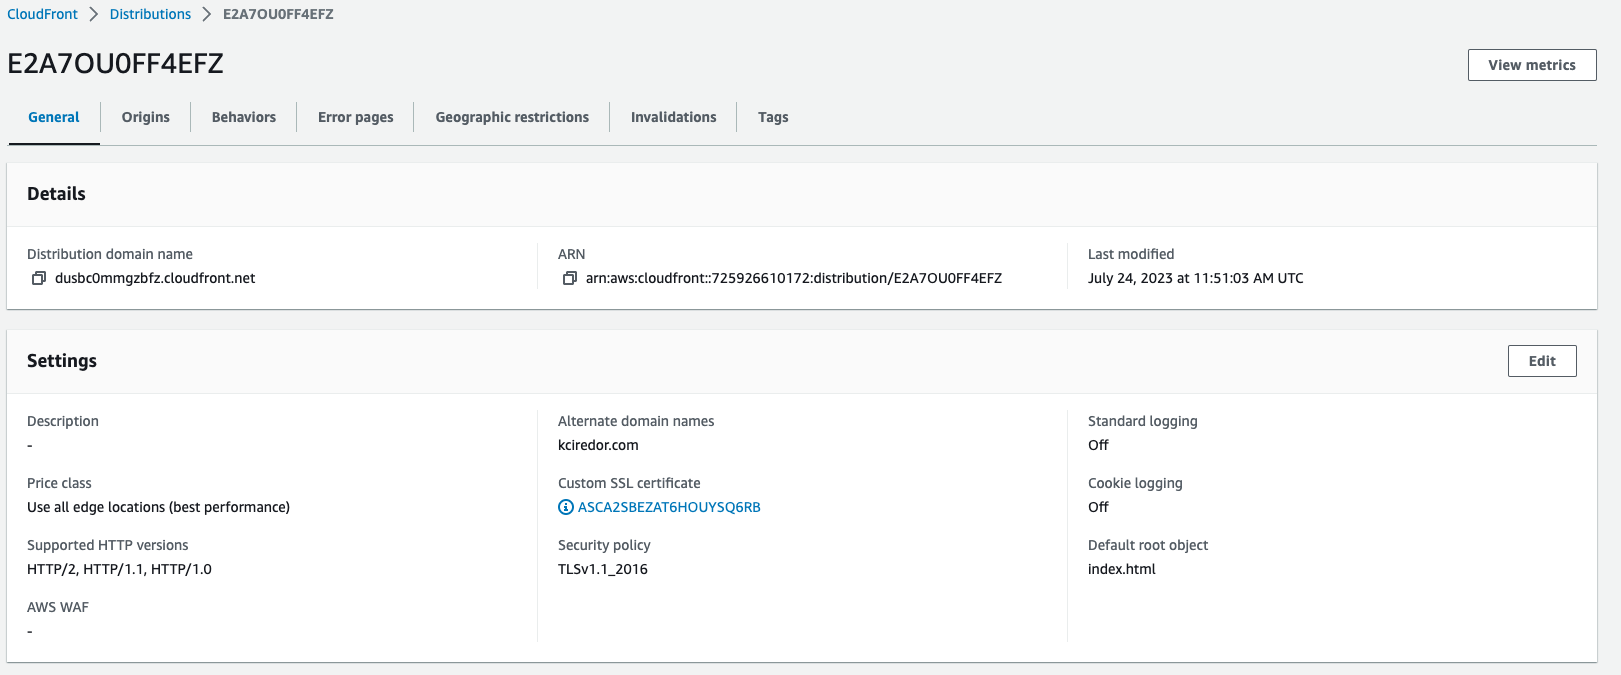 CloudFront > Distributions > E2A7OU0FF4EFZ
E2A7OU0FF4EFZ
View metrics
General Origins Behaviors Error pages Geographic restrictions Invalidations Tags
Details
Distribution domain name
dusbc0mmgzbfz.cloudfront.net
ARN
arn:aws:cloudfront::725926610172:distribution/E2A7OU0FF4EFZ
Last modified
July 24, 2023 at 11:51:03 AM UTC
Settings
Edit
Description
-
Price class
Use all edge locations (best performance)
Supported HTTP versions
HTTP/2, HTTP/1.1, HTTP/1.0
AWS WAF
-
Alternate domain names
kciredor.com
Custom SSL certificate
ASCA2SBEZAT6HOUYSQ6RB
Security policy
TLSv1.1_2016
Standard logging
Off
Cookie logging
Off
Default root object
index.html